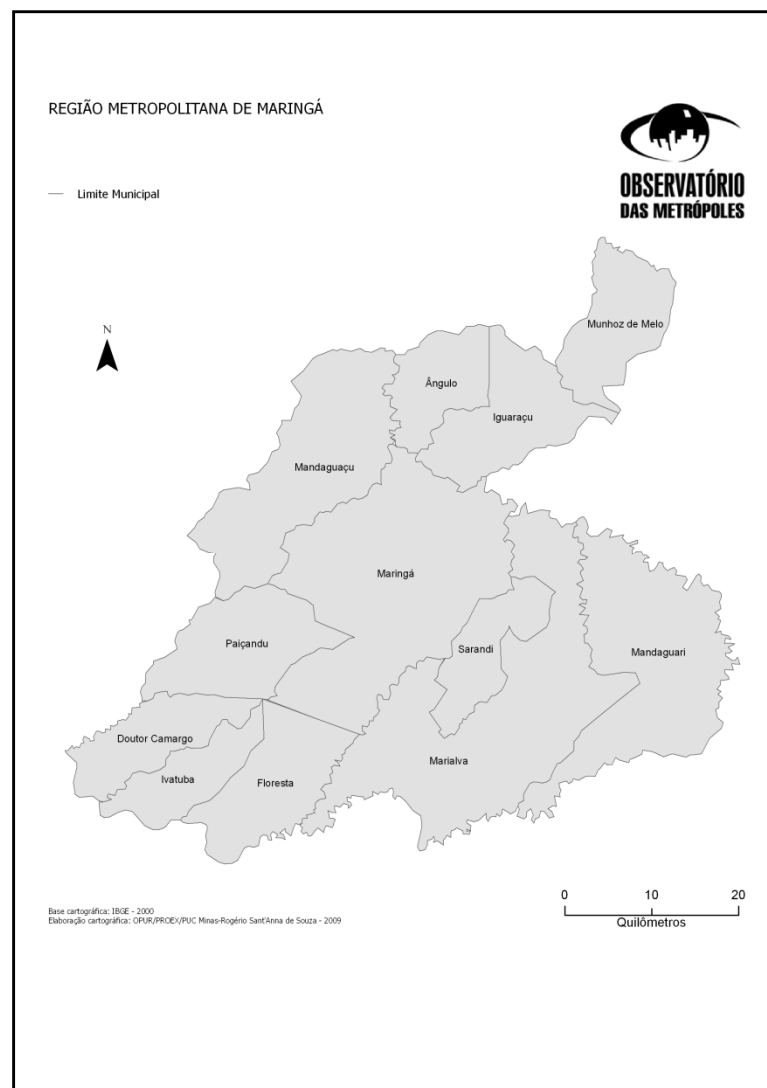 REGIÃO METROPOLITANA DE MARINGÁ
OBSERVATÓRIO
DAS METRÓPOLES
Limite Municipal
N
Munhoz de Melo
Ângulo
Iguaraçu
Mandaguaçu
Maringá
Paiçandu
Sarandi
Mandaguari
Doutor Camargo
Ivatuba
Floresta
Marialva
0 10 20
Quilômetros
Base cartográfica: IBGE - 2000
Elaboração cartográfica: OPUR/PROEX/PUC Minas-Rogério Sant'Anna de Souza - 2009